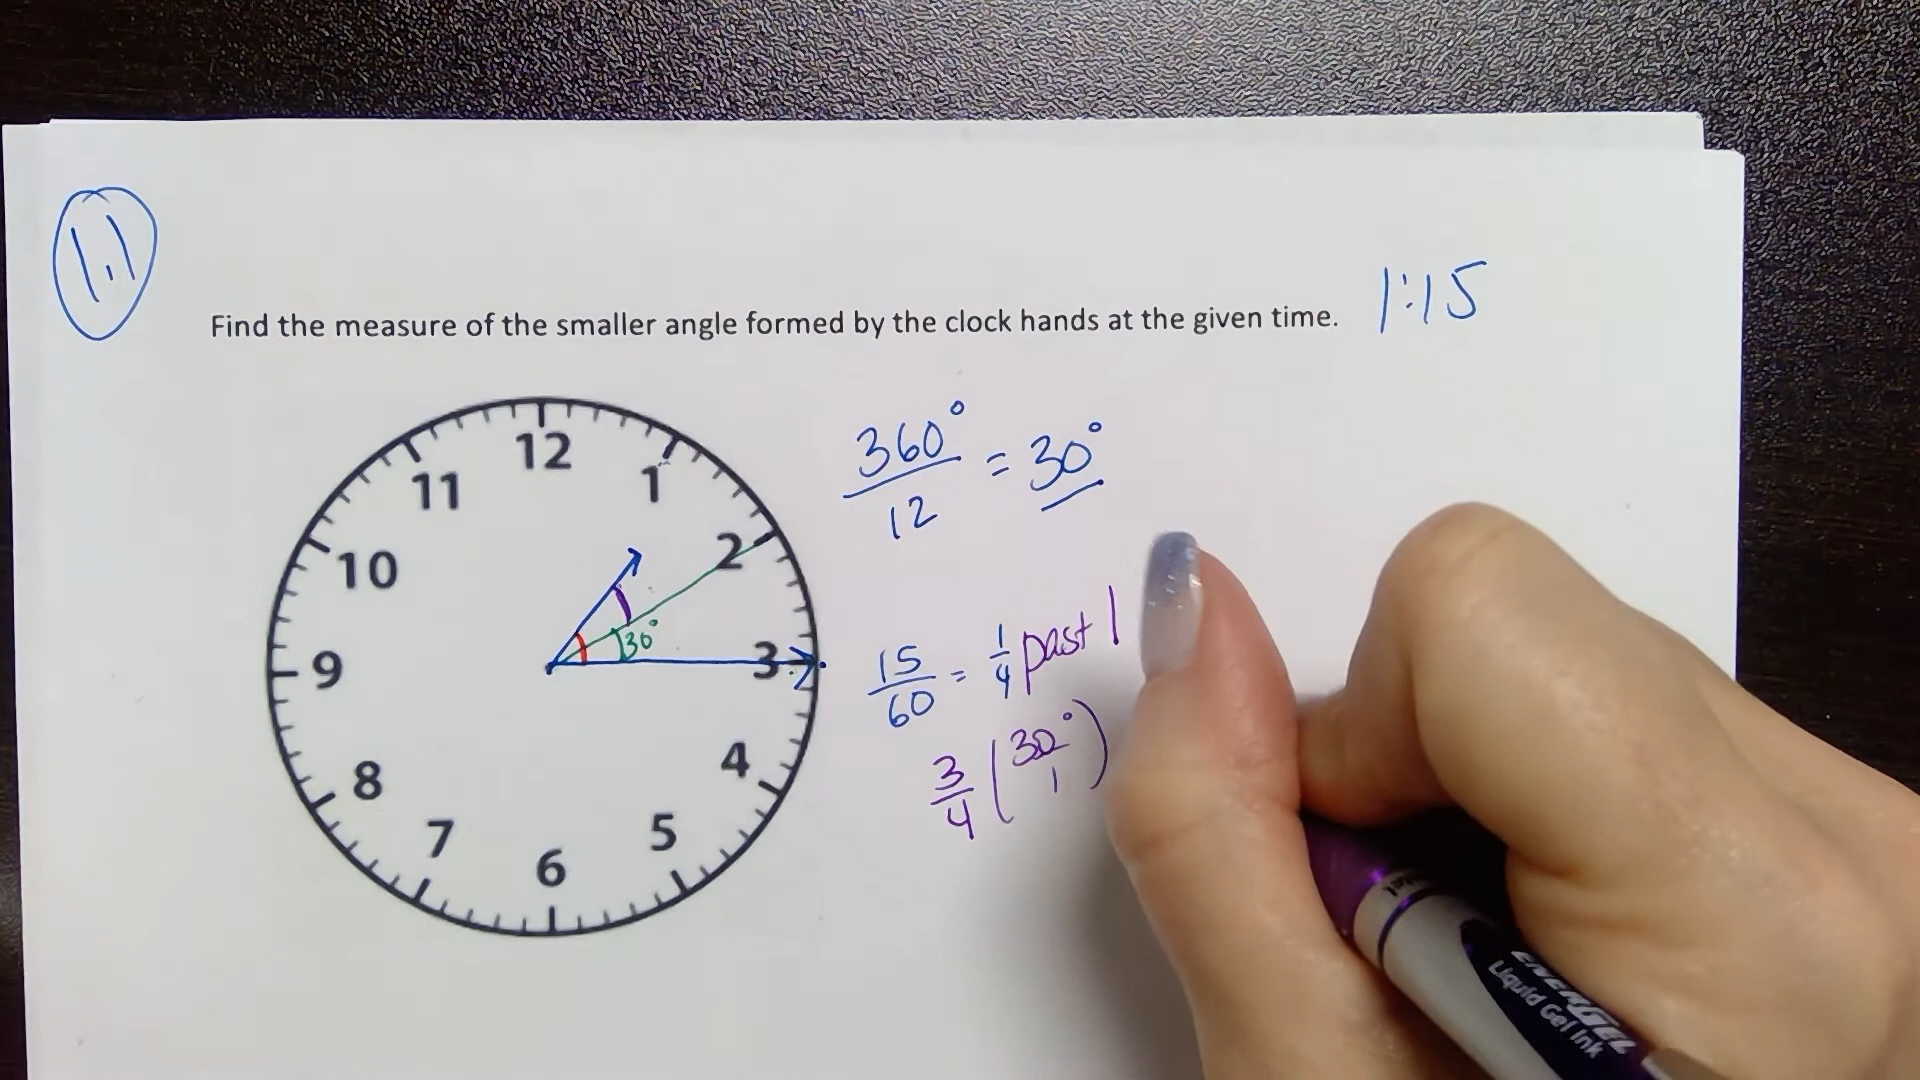 1.1
Find the measure of the smaller angle formed by the clock hands at the given time. 1:15
12
11 1
10 2
9 3
8 4
7 5
6
30°
360°/12 = 30°
15/60 = 1/4 past 1
3/4 (30°/1)
ENERGEL
Liquid Gel Ink